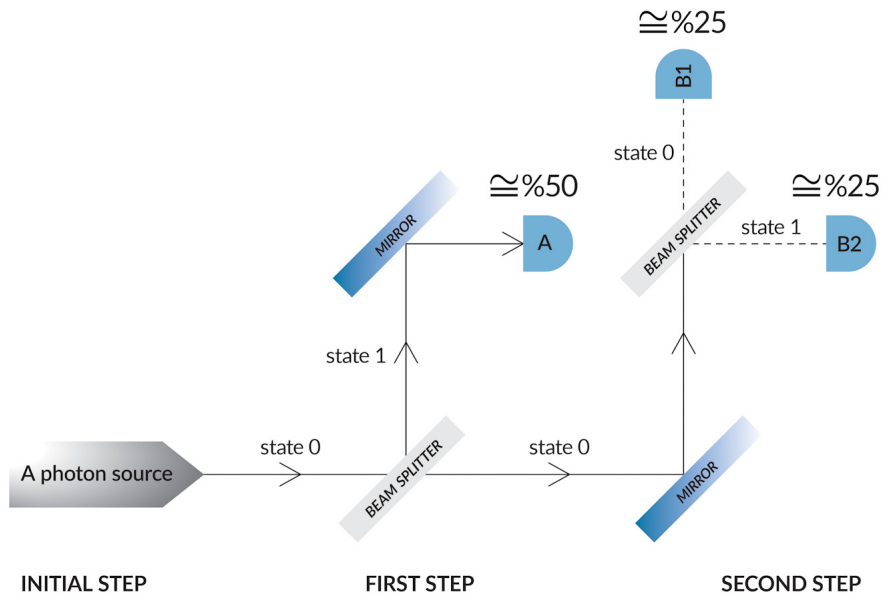 ≅%25
B1
state 0
≅%50
≅%25
MIRROR
A
BEAM SPLITTER
state 1
B2
state 1
A photon source
state 0
BEAM SPLITTER
state 0
MIRROR
INITIAL STEP
FIRST STEP
SECOND STEP